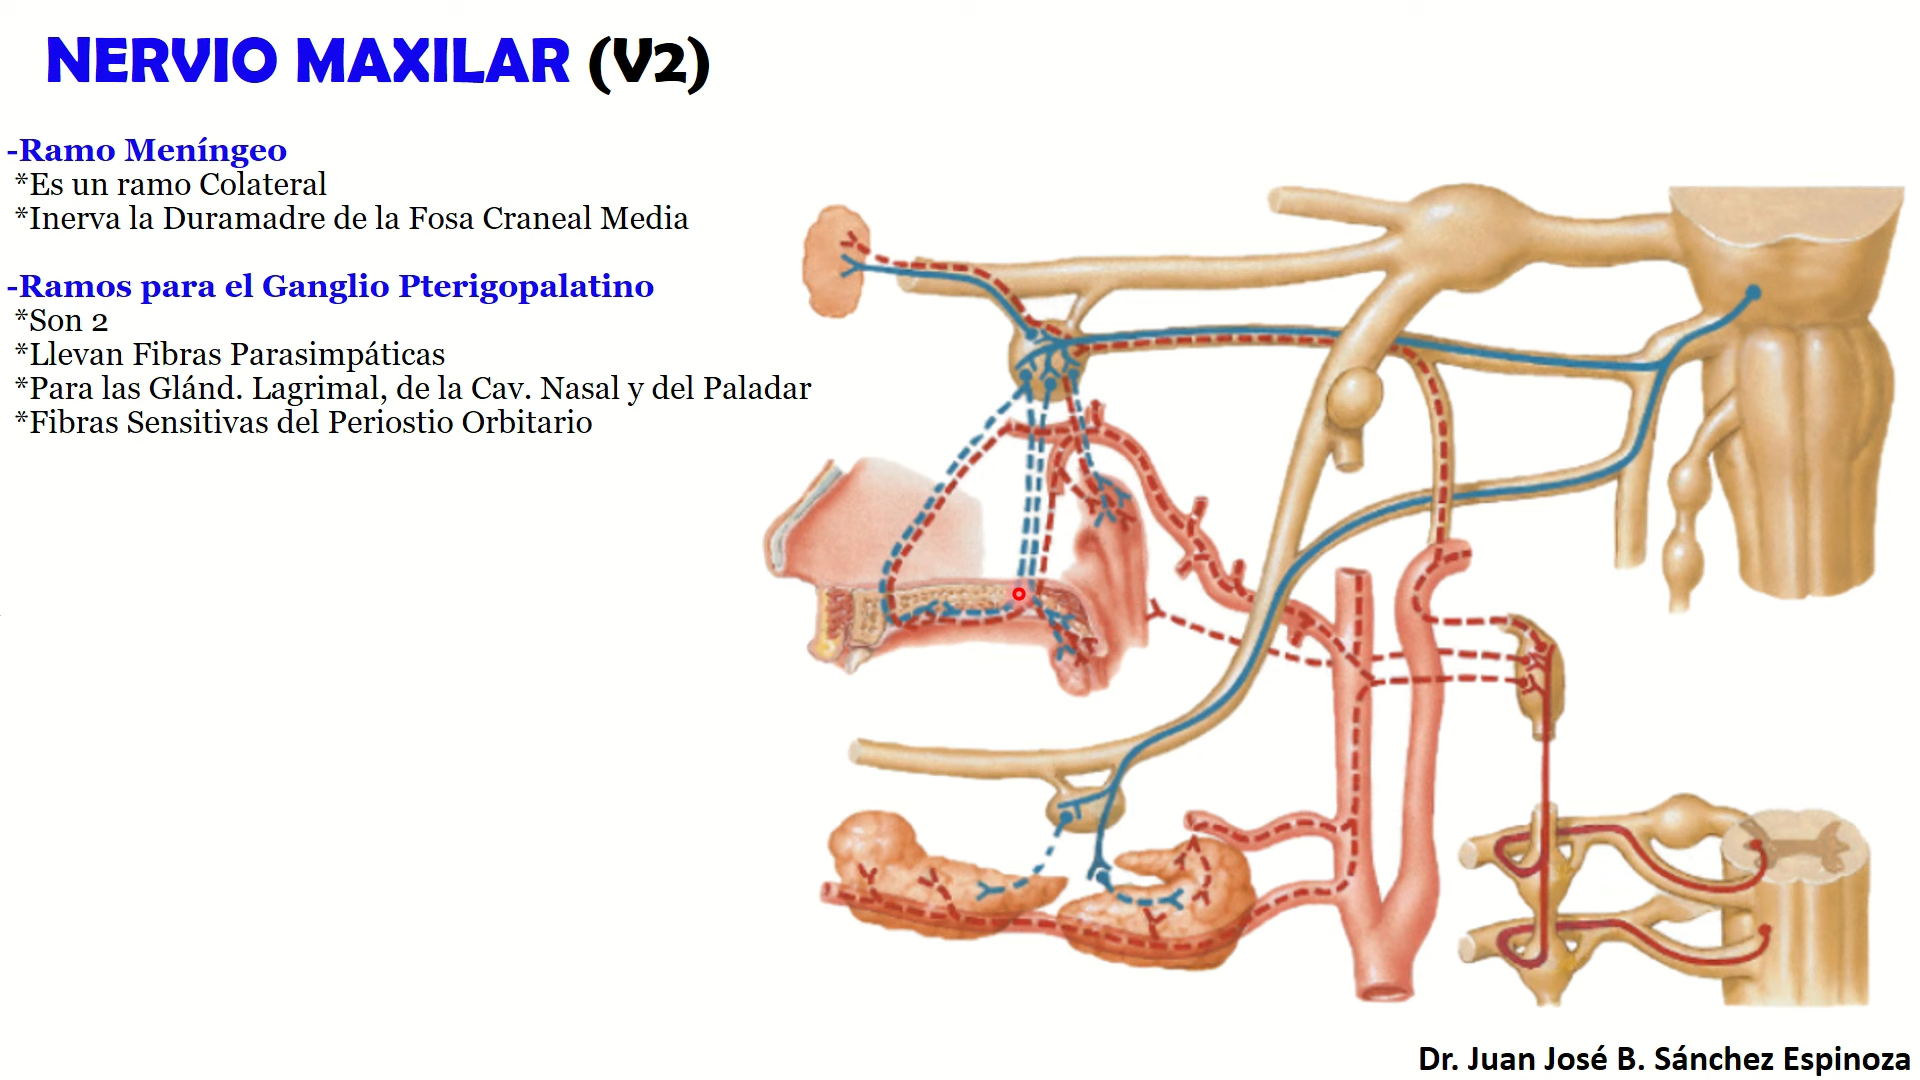 NERVIO MAXILAR (V2)
-Ramo Meníngeo
*Es un ramo Colateral
*Inerva la Duramadre de la Fosa Craneal Media
-Ramos para el Ganglio Pterigopalatino
*Son 2
*Llevan Fibras Parasimpáticas
*Para las Glánd. Lagrimal, de la Cav. Nasal y del Paladar
*Fibras Sensitivas del Periostio Orbitario
Dr. Juan José B. Sánchez Espinoza